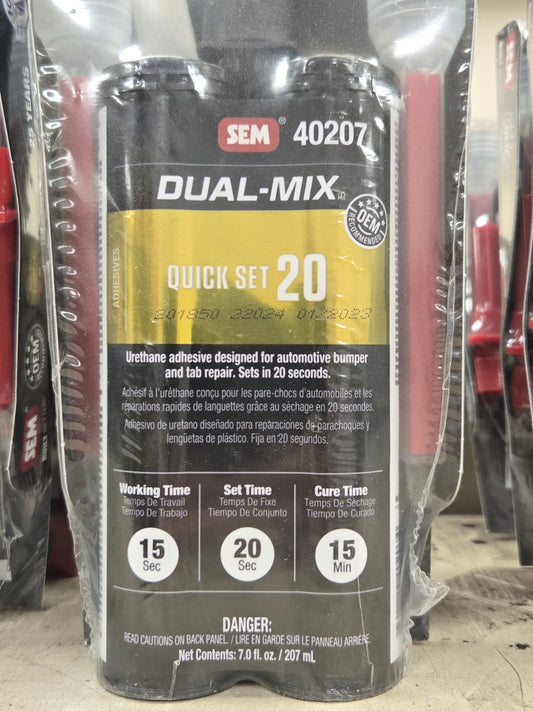 SEM® 40207
DUAL-MIX™
OEM
RECOMMENDED
ADHESIVES
QUICK SET 20
201850 22024 01/2023
Urethane adhesive designed for automotive bumper
and tab repair. Sets in 20 seconds.
Adhésif à l'uréthane conçu pour les pare-chocs d'automobiles et les
réparations rapides de languettes grâce au séchage en 20 secondes.
Adhesivo de uretano diseñado para reparaciones de parachoques y
lengüetas de plástico. Fija en 20 segundos.
Working Time
Temps De Travail
Tiempo De Trabajo
15
Sec
Set Time
Temps De Fixe
Tiempo De Conjunto
20
Sec
Cure Time
Temps De Séchage
Tiempo De Curado
15
Min
DANGER:
READ CAUTIONS ON BACK PANEL. / LIRE EN GARDE SUR LE PANNEAU ARRIÈRE.
Net Contents: 7.0 fl. oz. / 207 mL
YEARS
OEM
SEM